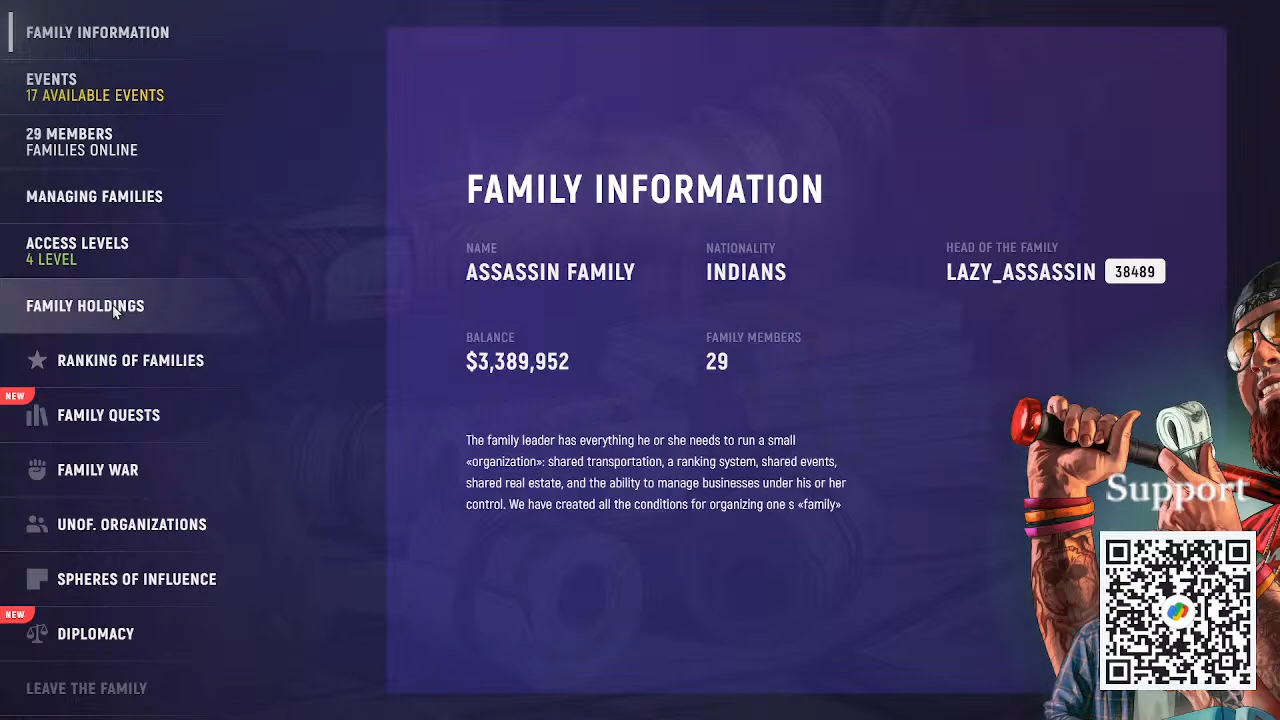 FAMILY INFORMATION
EVENTS
17 AVAILABLE EVENTS
29 MEMBERS
FAMILIES ONLINE
MANAGING FAMILIES
ACCESS LEVELS
4 LEVEL
FAMILY HOLDINGS
RANKING OF FAMILIES
NEW
FAMILY QUESTS
FAMILY WAR
UNOF. ORGANIZATIONS
SPHERES OF INFLUENCE
NEW
DIPLOMACY
LEAVE THE FAMILY
FAMILY INFORMATION
NAME
ASSASSIN FAMILY
NATIONALITY
INDIANS
HEAD OF THE FAMILY
LAZY_ASSASSIN 38489
BALANCE
$3,389,952
FAMILY MEMBERS
29
The family leader has everything he or she needs to run a small
«organization»: shared transportation, a ranking system, shared events,
shared real estate, and the ability to manage businesses under his or her
control. We have created all the conditions for organizing one s «family»
Support